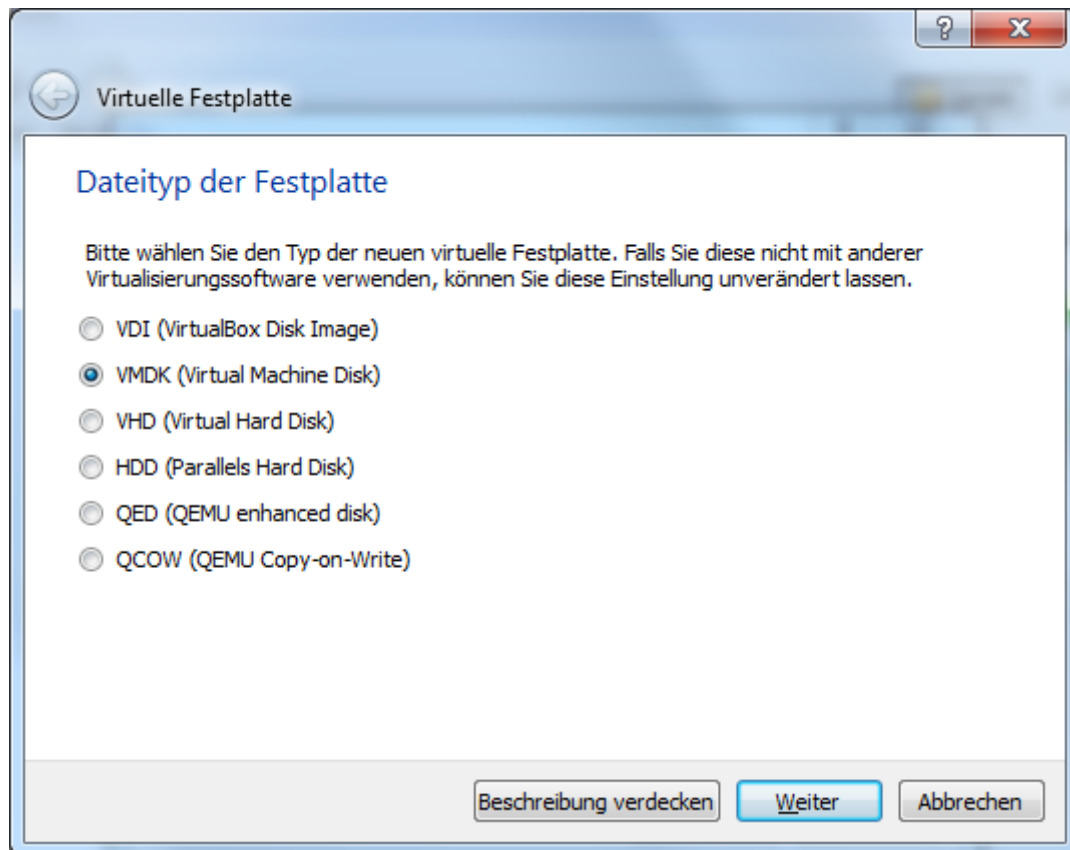 Virtuelle Festplatte
Dateityp der Festplatte
Bitte wählen Sie den Typ der neuen virtuelle Festplatte. Falls Sie diese nicht mit anderer
Virtualisierungssoftware verwenden, können Sie diese Einstellung unverändert lassen.
VDI (VirtualBox Disk Image)
VMDK (Virtual Machine Disk)
VHD (Virtual Hard Disk)
HDD (Parallels Hard Disk)
QED (QEMU enhanced disk)
QCOW (QEMU Copy-on-Write)
Beschreibung verdecken Weiter Abbrechen